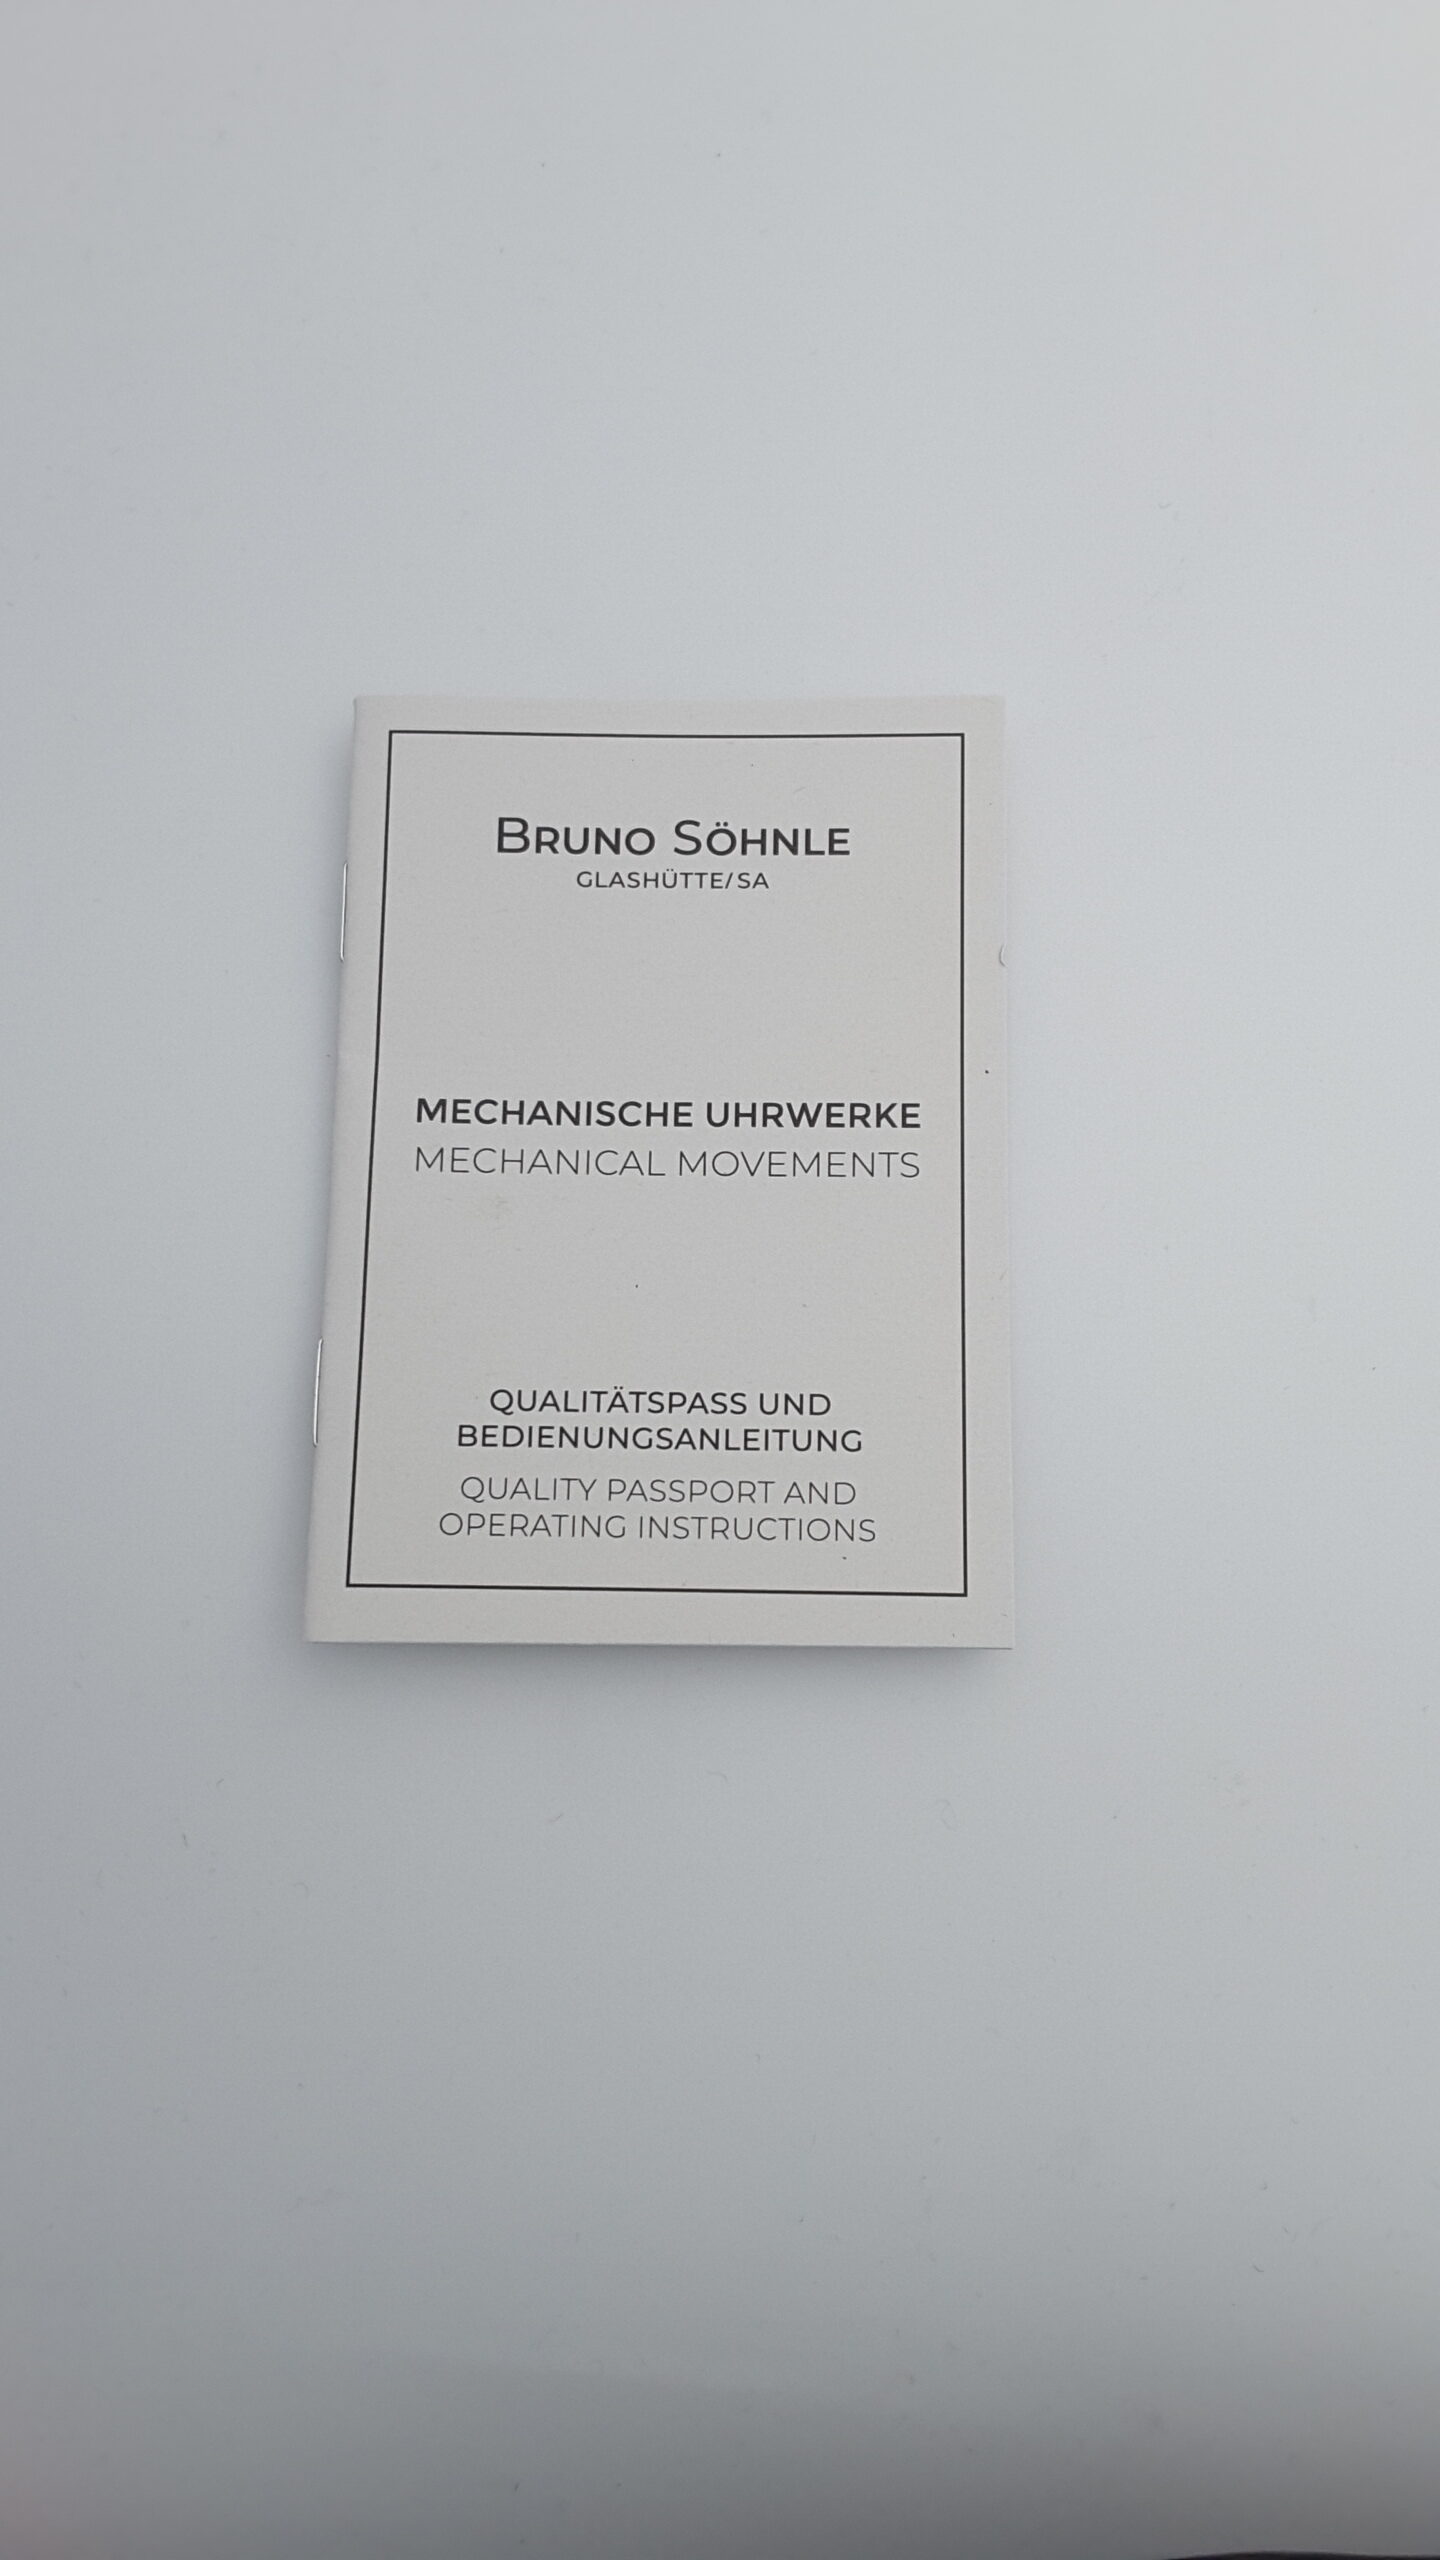 BRUNO SÖHNLE
GLASHÜTTE/SA
MECHANISCHE UHRWERKE
MECHANICAL MOVEMENTS
QUALITÄTSPASS UND
BEDIENUNGSANLEITUNG
QUALITY PASSPORT AND
OPERATING INSTRUCTIONS